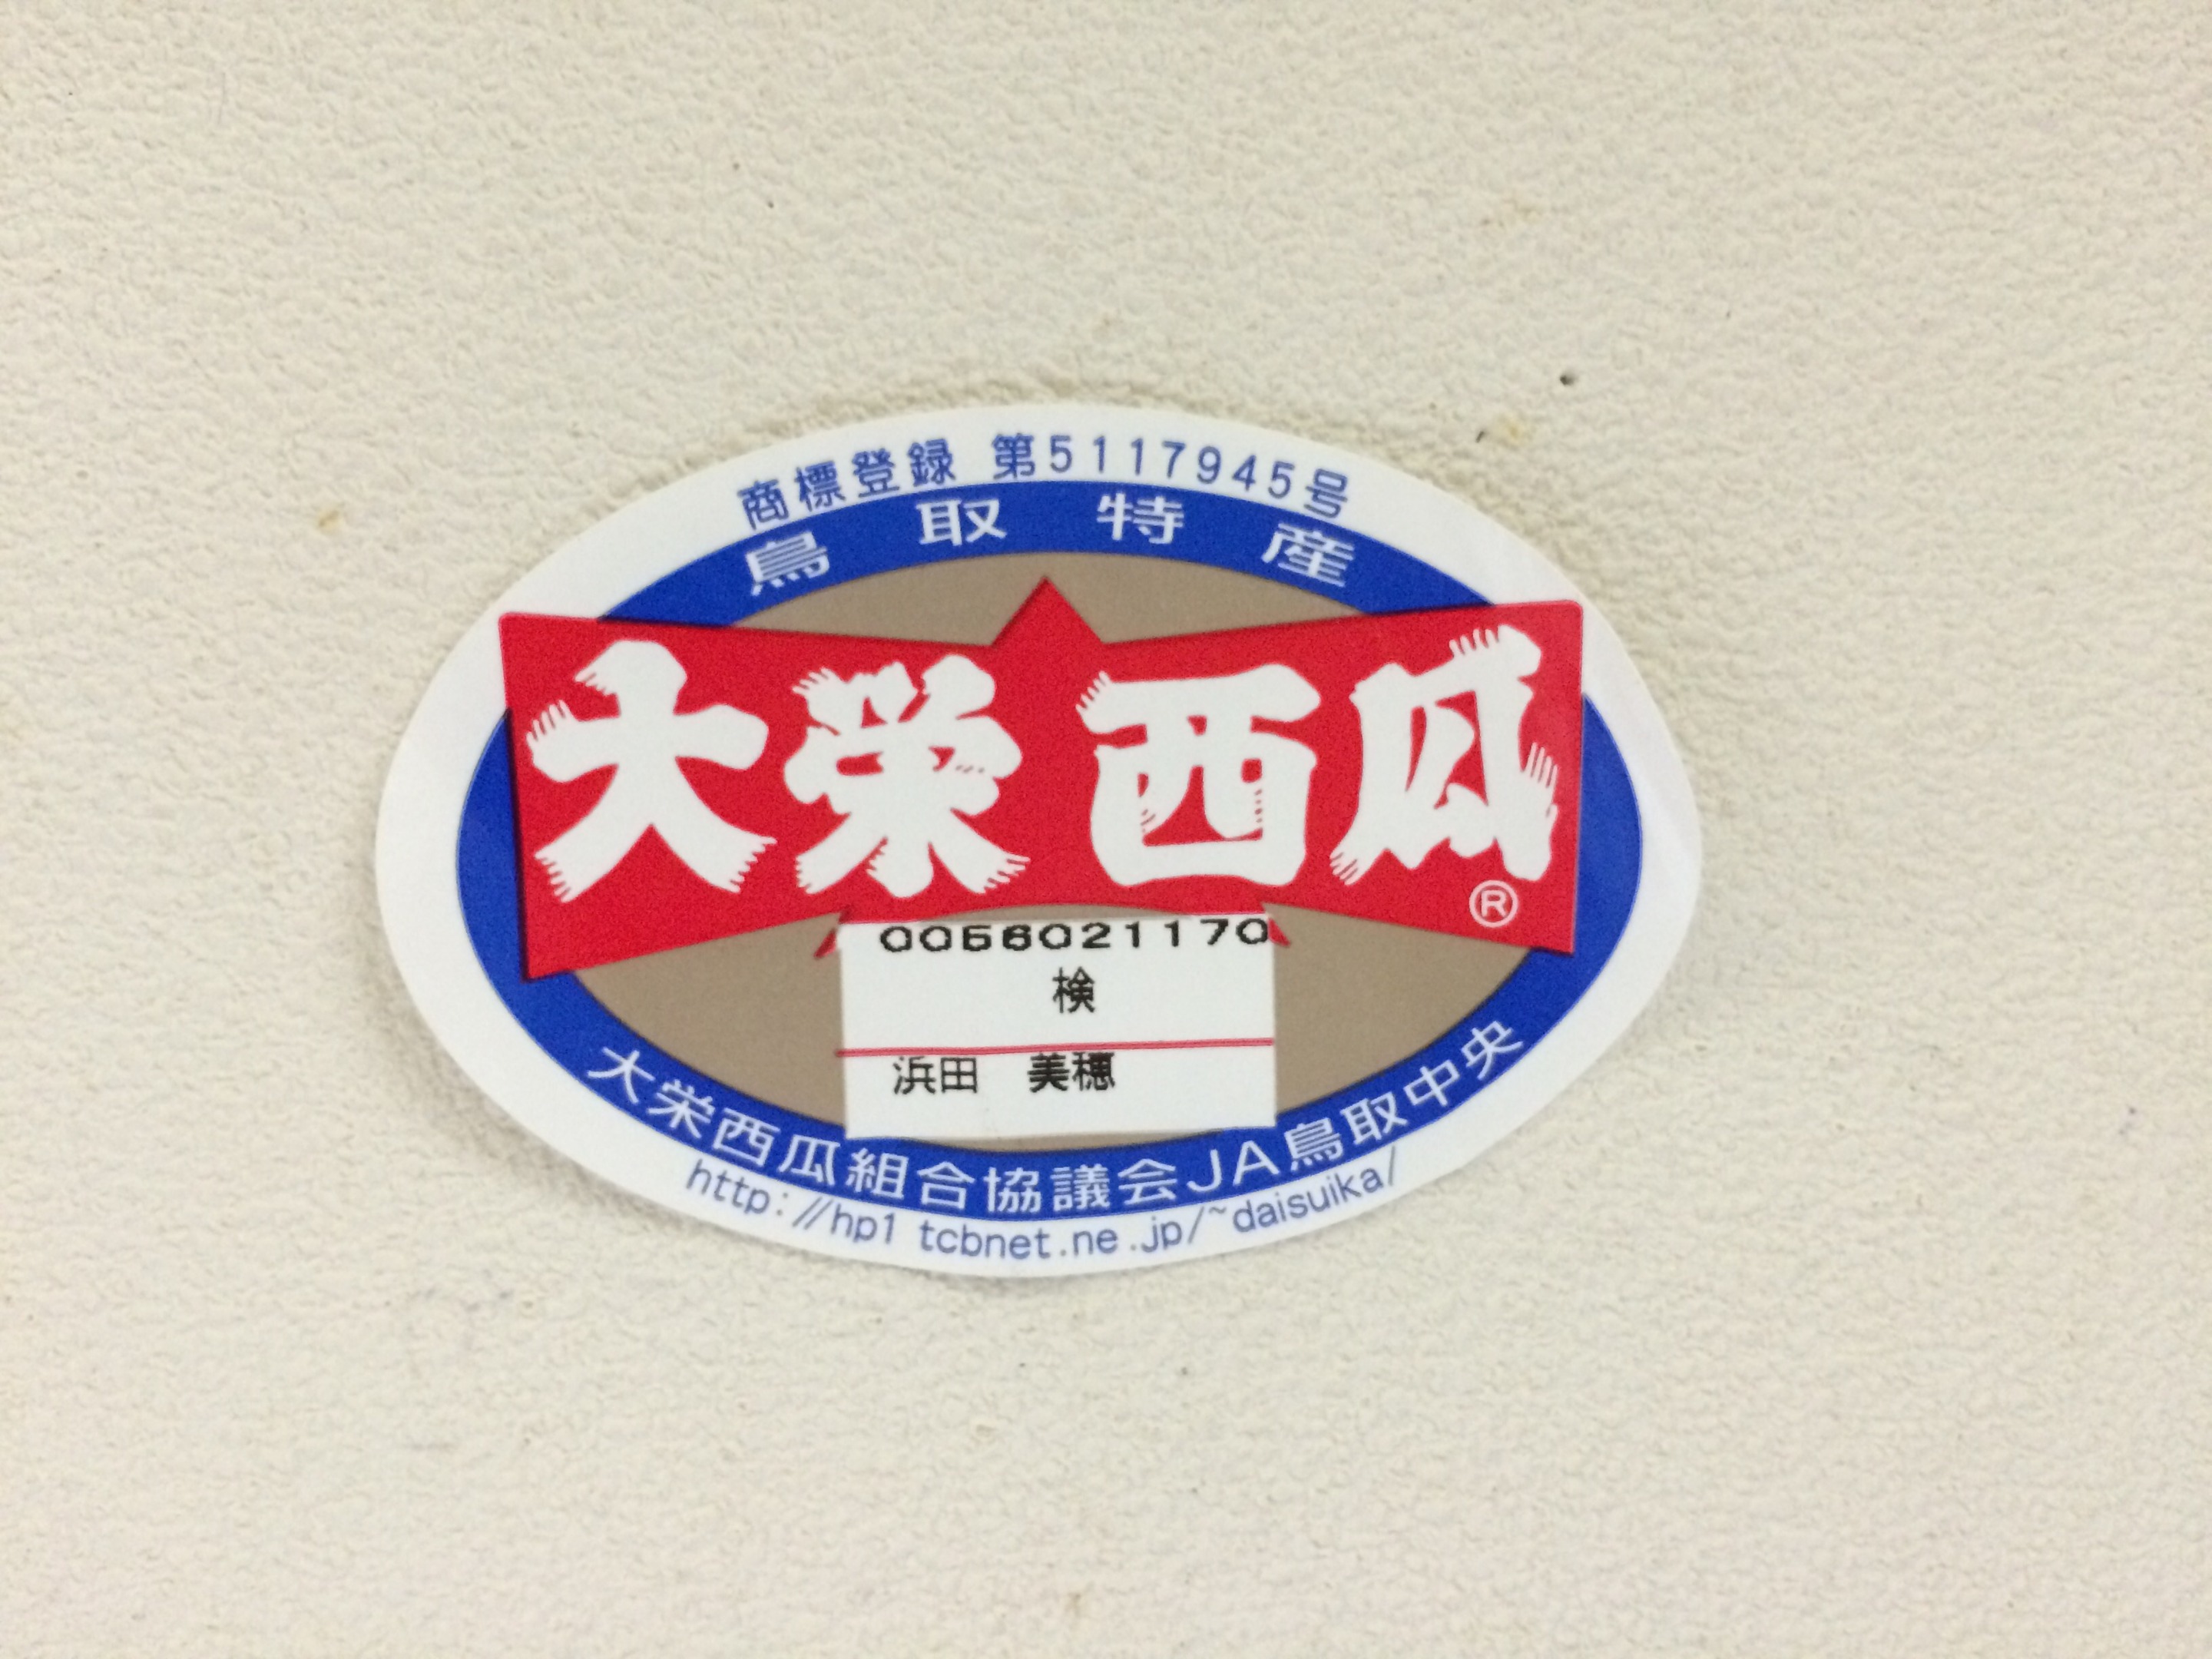 商標登録 第5117945号
鳥取特産
大栄西瓜
®
0056021170
検
浜田 美穂
大栄西瓜組合協議会JA鳥取中央
http://hp1 tcbnet.ne.jp/~daisuika/